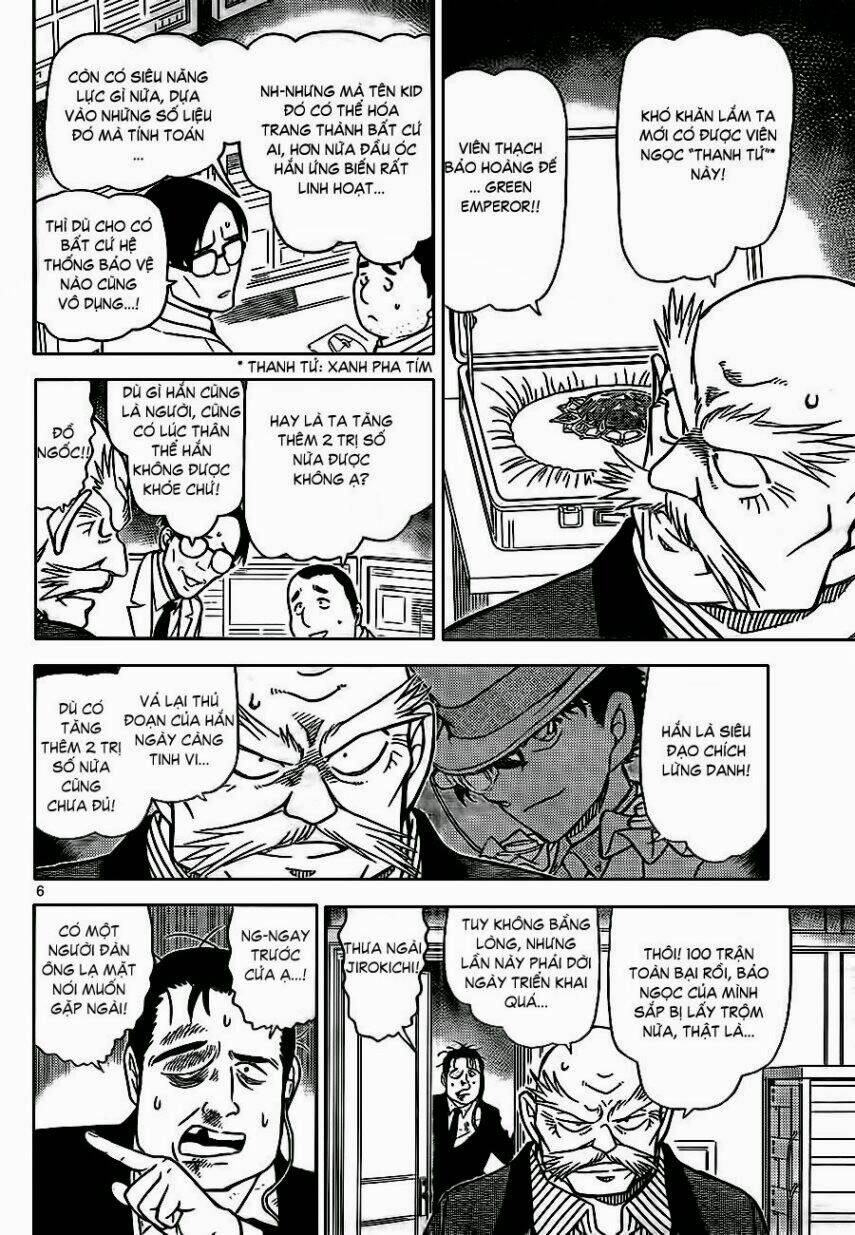 KHÓ KHĂN LẮM TA
MỚI CÓ ĐƯỢC VIÊN
NGỌC "THANH TỬ"*
NÀY!
VIÊN THẠCH
BẢO HOÀNG ĐẾ
... GREEN
EMPEROR!!
NH-NHƯNG MÀ TÊN KID
ĐÓ CÓ THỂ HÓA
TRANG THÀNH BẤT CỨ
AI, HƠN NỮA ĐẦU ÓC
HẮN ỨNG BIẾN RẤT
LINH HOẠT...
CÒN CÓ SIÊU NĂNG
LỰC GÌ NỮA, DỰA
VÀO NHỮNG SỐ LIỆU
ĐÓ MÀ TÍNH TOÁN
...
THÌ DÙ CHO CÓ
BẤT CỨ HỆ
THỐNG BẢO VỆ
NÀO CŨNG
VÔ DỤNG...!
* THANH TỬ: XANH PHA TÍM
HAY LÀ TA TĂNG
THÊM 2 TRỊ SỐ
NỮA ĐƯỢC
KHÔNG Ạ?
DÙ GÌ HẮN CŨNG
LÀ NGƯỜI, CŨNG
CÓ LÚC THÂN
THỂ HẮN
KHÔNG ĐƯỢC
KHỎE CHỨ!
ĐỒ
NGỐC!!
HẮN LÀ SIÊU
ĐẠO CHÍCH
LỪNG DANH!
VẢ LẠI THỦ
ĐOẠN CỦA HẮN
NGÀY CÀNG
TINH VI...
DÙ CÓ
TĂNG
THÊM 2 TRỊ
SỐ NỮA
CŨNG
CHƯA ĐỦ!
6
THÔI! 100 TRẬN
TOÀN BẠI RỒI, BẢO
NGỌC CỦA MÌNH
SẮP BỊ LẤY TRỘM
NỮA, THẬT LÀ...
TUY KHÔNG BẰNG
LÒNG, NHƯNG
LẦN NÀY PHẢI DỜI
NGÀY TRIỂN KHAI
QUÁ...
THƯA NGÀI
JIROKICHI!
NG-NGAY
TRƯỚC
CỬA Ạ...!
CÓ MỘT
NGƯỜI ĐÀN
ÔNG LẠ MẶT
NÓI MUỐN
GẶP NGÀI!